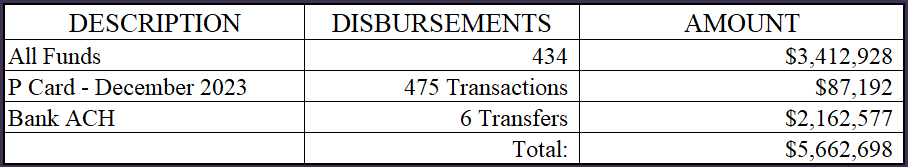 DESCRIPTION DISBURSEMENTS AMOUNT
All Funds 434 $3,412,928
P Card - December 2023 475 Transactions $87,192
Bank ACH 6 Transfers $2,162,577
Total: $5,662,698